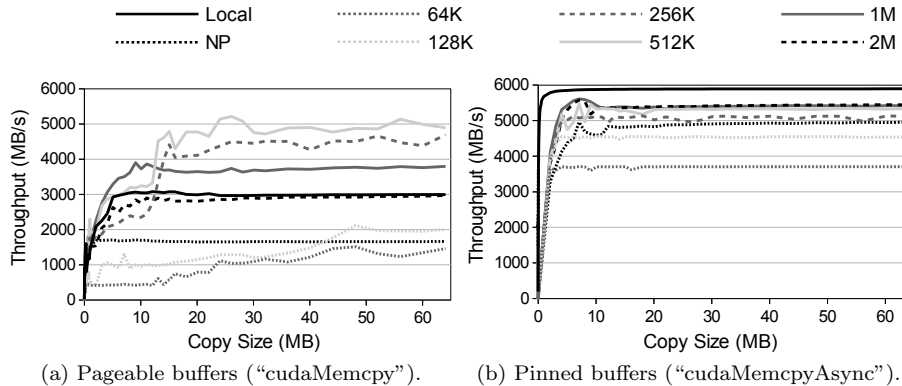 Local 64K 256K 1M
NP 128K 512K 2M
6000
5000
4000
3000
2000
1000
0
Throughput (MB/s)
0 10 20 30 40 50 60
Copy Size (MB)
(a) Pageable buffers (“cudaMemcpy”).
6000
5000
4000
3000
2000
1000
0
Throughput (MB/s)
0 10 20 30 40 50 60
Copy Size (MB)
(b) Pinned buffers (“cudaMemcpyAsync”).